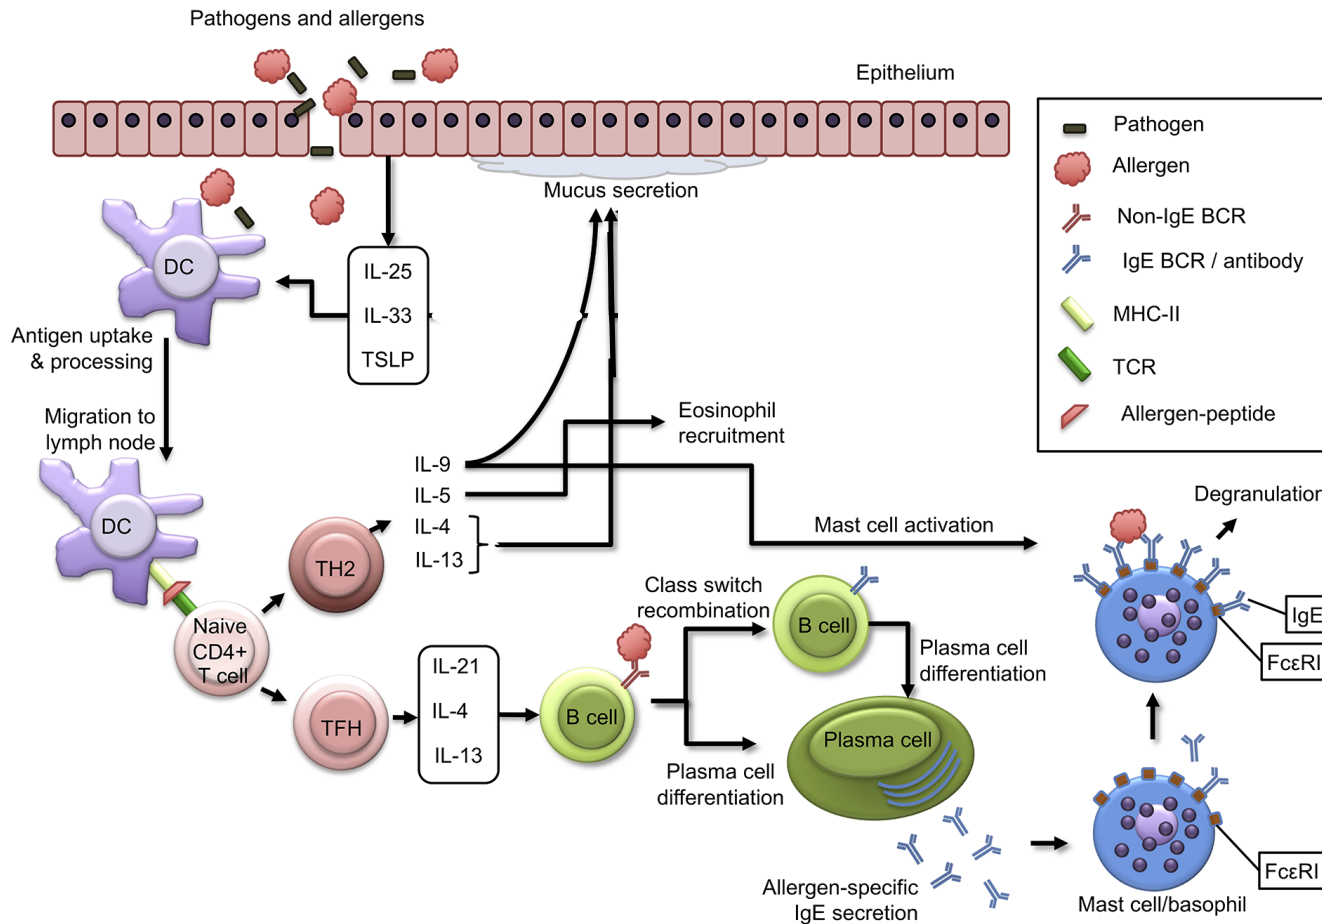 Pathogens and allergens
Epithelium
Mucus secretion
DC
IL-25
IL-33
TSLP
Antigen uptake
& processing
Migration to
lymph node
DC
Naive
CD4+
T cell
TH2
TFH
IL-9
IL-5
IL-4
IL-13
Eosinophil
recruitment
Mast cell activation
IL-21
IL-4
IL-13
B cell
Class switch
recombination
B cell
Plasma cell
differentiation
Plasma cell
differentiation
Plasma cell
Allergen-specific
IgE secretion
Mast cell/basophil
FcεRI
Degranulation
IgE
FcεRI
Pathogen
Allergen
Non-IgE BCR
IgE BCR / antibody
MHC-II
TCR
Allergen-peptide